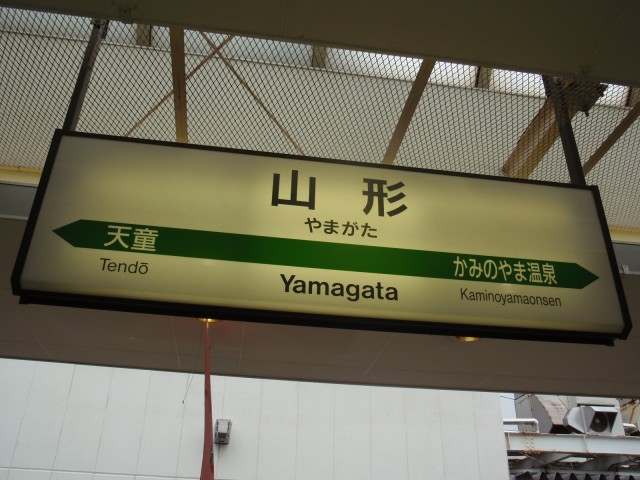 山形
やまがた
天童
かみのやま温泉
Tendō
Yamagata
Kaminoyamaonsen